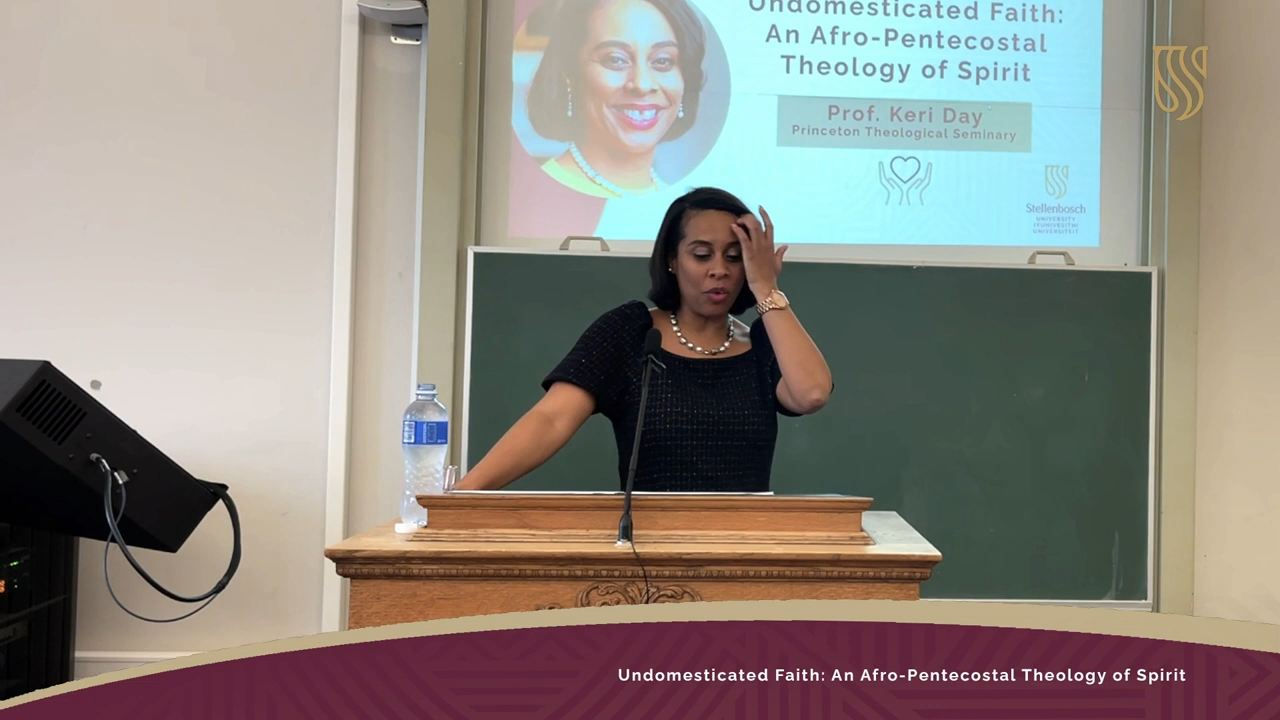 Undomesticated Faith:
An Afro-Pentecostal
Theology of Spirit
Prof. Keri Day
Princeton Theological Seminary
Stellenbosch
UNIVERSITY
IYUNIVESITHI
UNIVERSITEIT
Undomesticated Faith: An Afro-Pentecostal Theology of Spirit